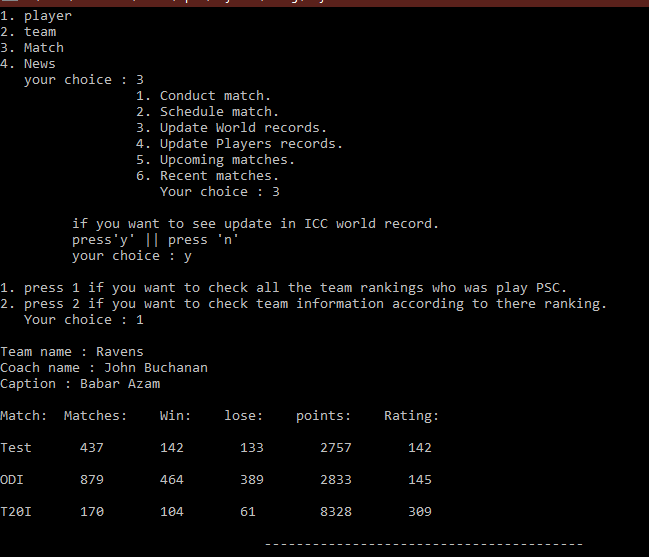 1. player
2. team
3. Match
4. News
your choice : 3
1. Conduct match.
2. Schedule match.
3. Update World records.
4. Update Players records.
5. Upcoming matches.
6. Recent matches.
Your choice : 3
if you want to see update in ICC world record.
press'y' || press 'n'
your choice : y
1. press 1 if you want to check all the team rankings who was play PSC.
2. press 2 if you want to check team information according to there ranking.
Your choice : 1
Team name : Ravens
Coach name : John Buchanan
Caption : Babar Azam
Match: Matches: Win: lose: points: Rating:
Test 437 142 133 2757 142
ODI 879 464 389 2833 145
T20I 170 104 61 8328 309
----------------------------------------